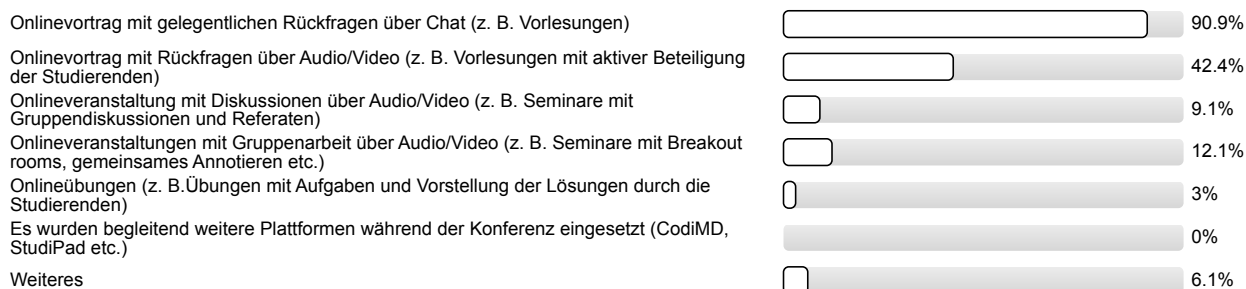 Onlinevortrag mit gelegentlichen Rückfragen über Chat (z. B. Vorlesungen) 90.9%
Onlinevortrag mit Rückfragen über Audio/Video (z. B. Vorlesungen mit aktiver Beteiligung
der Studierenden) 42.4%
Onlineveranstaltung mit Diskussionen über Audio/Video (z. B. Seminare mit
Gruppendiskussionen und Referaten) 9.1%
Onlineveranstaltungen mit Gruppenarbeit über Audio/Video (z. B. Seminare mit Breakout
rooms, gemeinsames Annotieren etc.) 12.1%
Onlineübungen (z. B.Übungen mit Aufgaben und Vorstellung der Lösungen durch die
Studierenden) 3%
Es wurden begleitend weitere Plattformen während der Konferenz eingesetzt (CodiMD,
StudiPad etc.) 0%
Weiteres 6.1%